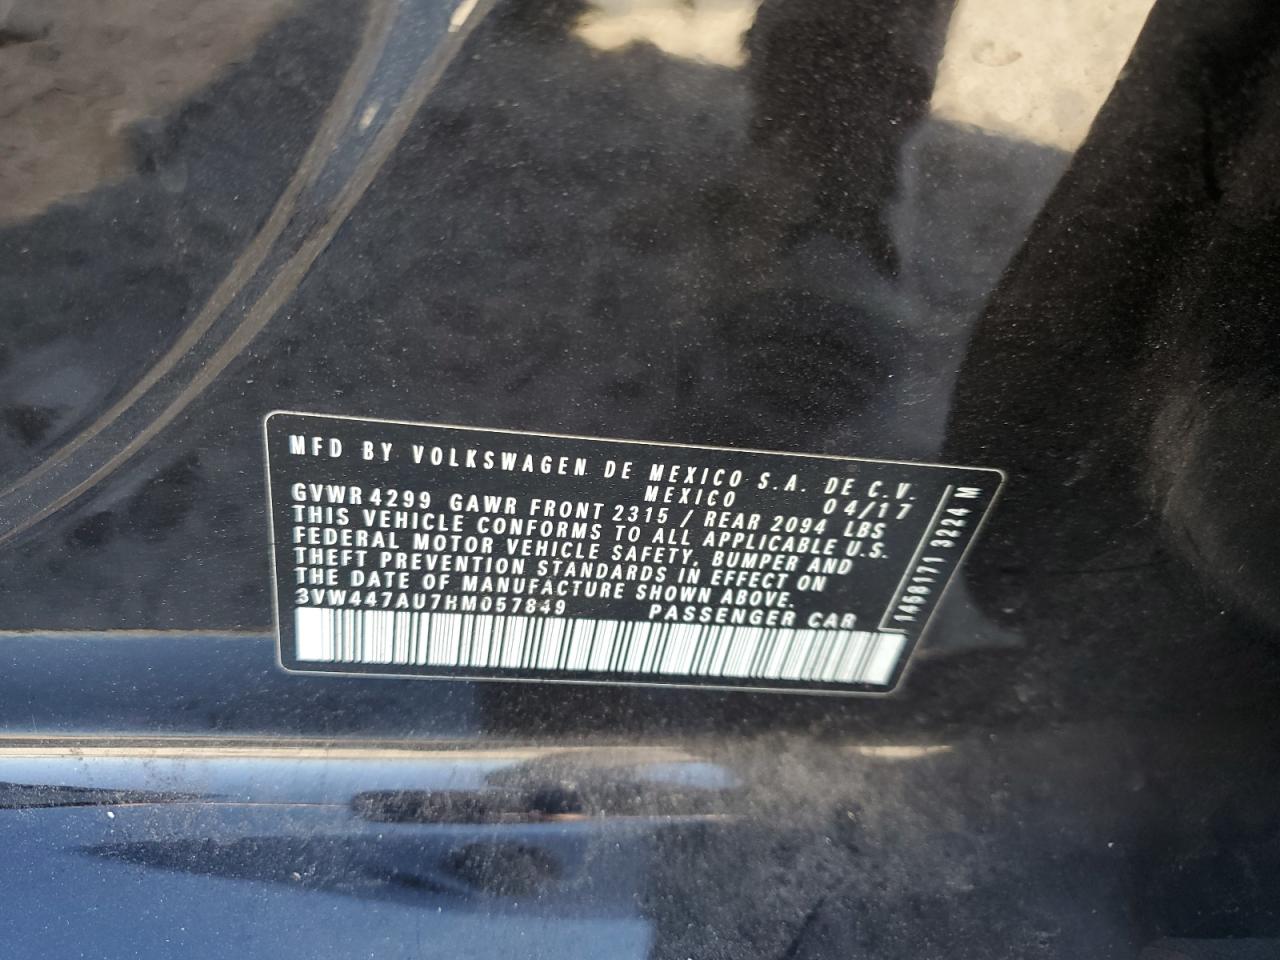 MFD BY VOLKSWAGEN DE MEXICO S.A. DE C.V.
MEXICO 04/17
GVWR 4299 GAWR FRONT 2315 / REAR 2094 LBS
THIS VEHICLE CONFORMS TO ALL APPLICABLE U.S.
FEDERAL MOTOR VEHICLE SAFETY, BUMPER AND
THEFT PREVENTION STANDARDS IN EFFECT ON
THE DATE OF MANUFACTURE SHOWN ABOVE.
3VW447AU7HM057849 PASSENGER CAR
1458171 3224 M